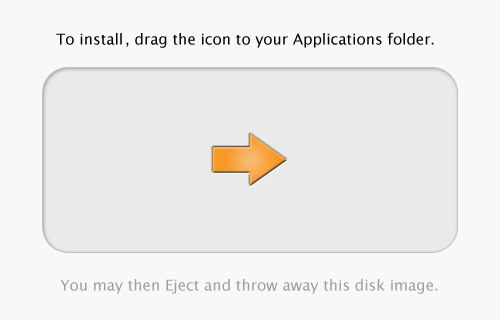 To install, drag the icon to your Applications folder.
You may then Eject and throw away this disk image.